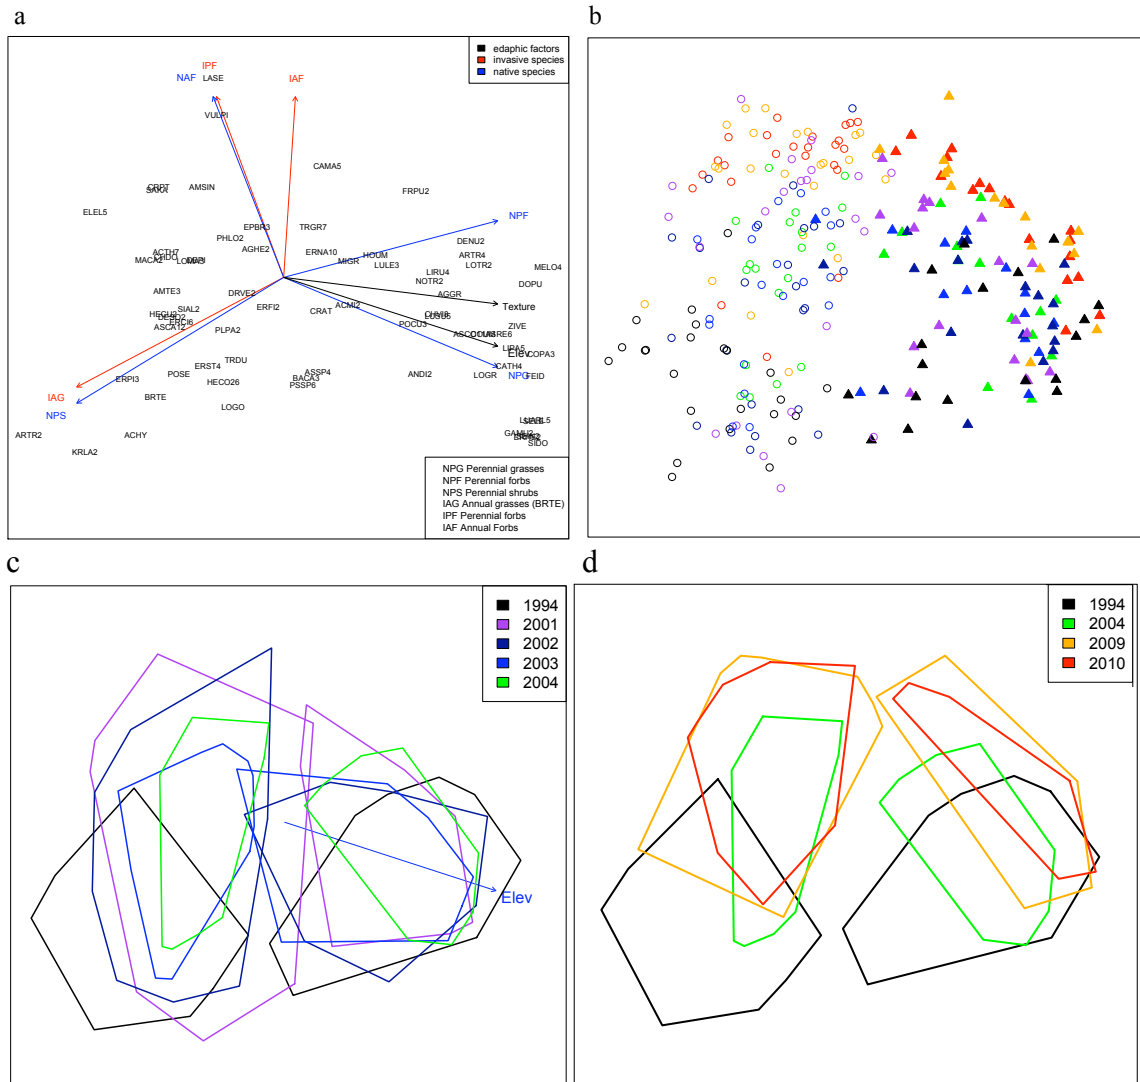 a
b
edaphic factors
invasive species
native species
IPF
NAF
LASE
IAF
VULPI
CAMA5
AMSIN
FRPU2
ELEL5
NPF
EPBR3
TRGR7
PHLO2
DENU2
AGHE2
ERNA10
ACTH7
HOUM
ARTR4
MACA2
MIGR
LULE3
LOTR2
MELO4
LIRU4
NOTR2
DOPU
AMTE3
DRVE2
AGGR
SIAL2
ERFI2
ACMI2
Texture
CRAT
ERCI6
POCU3
ZIVE
ASCA12
PLPA2
LIPA5
Elev
COPA3
TRDU
ERST4
CATH4
POSE
ASSP4
ANDI2
LOGR
NPG
FEID
ERPI3
HECO26
BACA3
PSSP6
IAG
BRTE
NPS
LOGO
ARTR2
ACHY
GAMU2
SIDO
KRLA2
NPG Perennial grasses
NPF Perennial forbs
NPS Perennial shrubs
IAG Annual grasses (BRTE)
IPF Perennial forbs
IAF Annual Forbs
c
d
1994
2001
2002
2003
2004
Elev
1994
2004
2009
2010